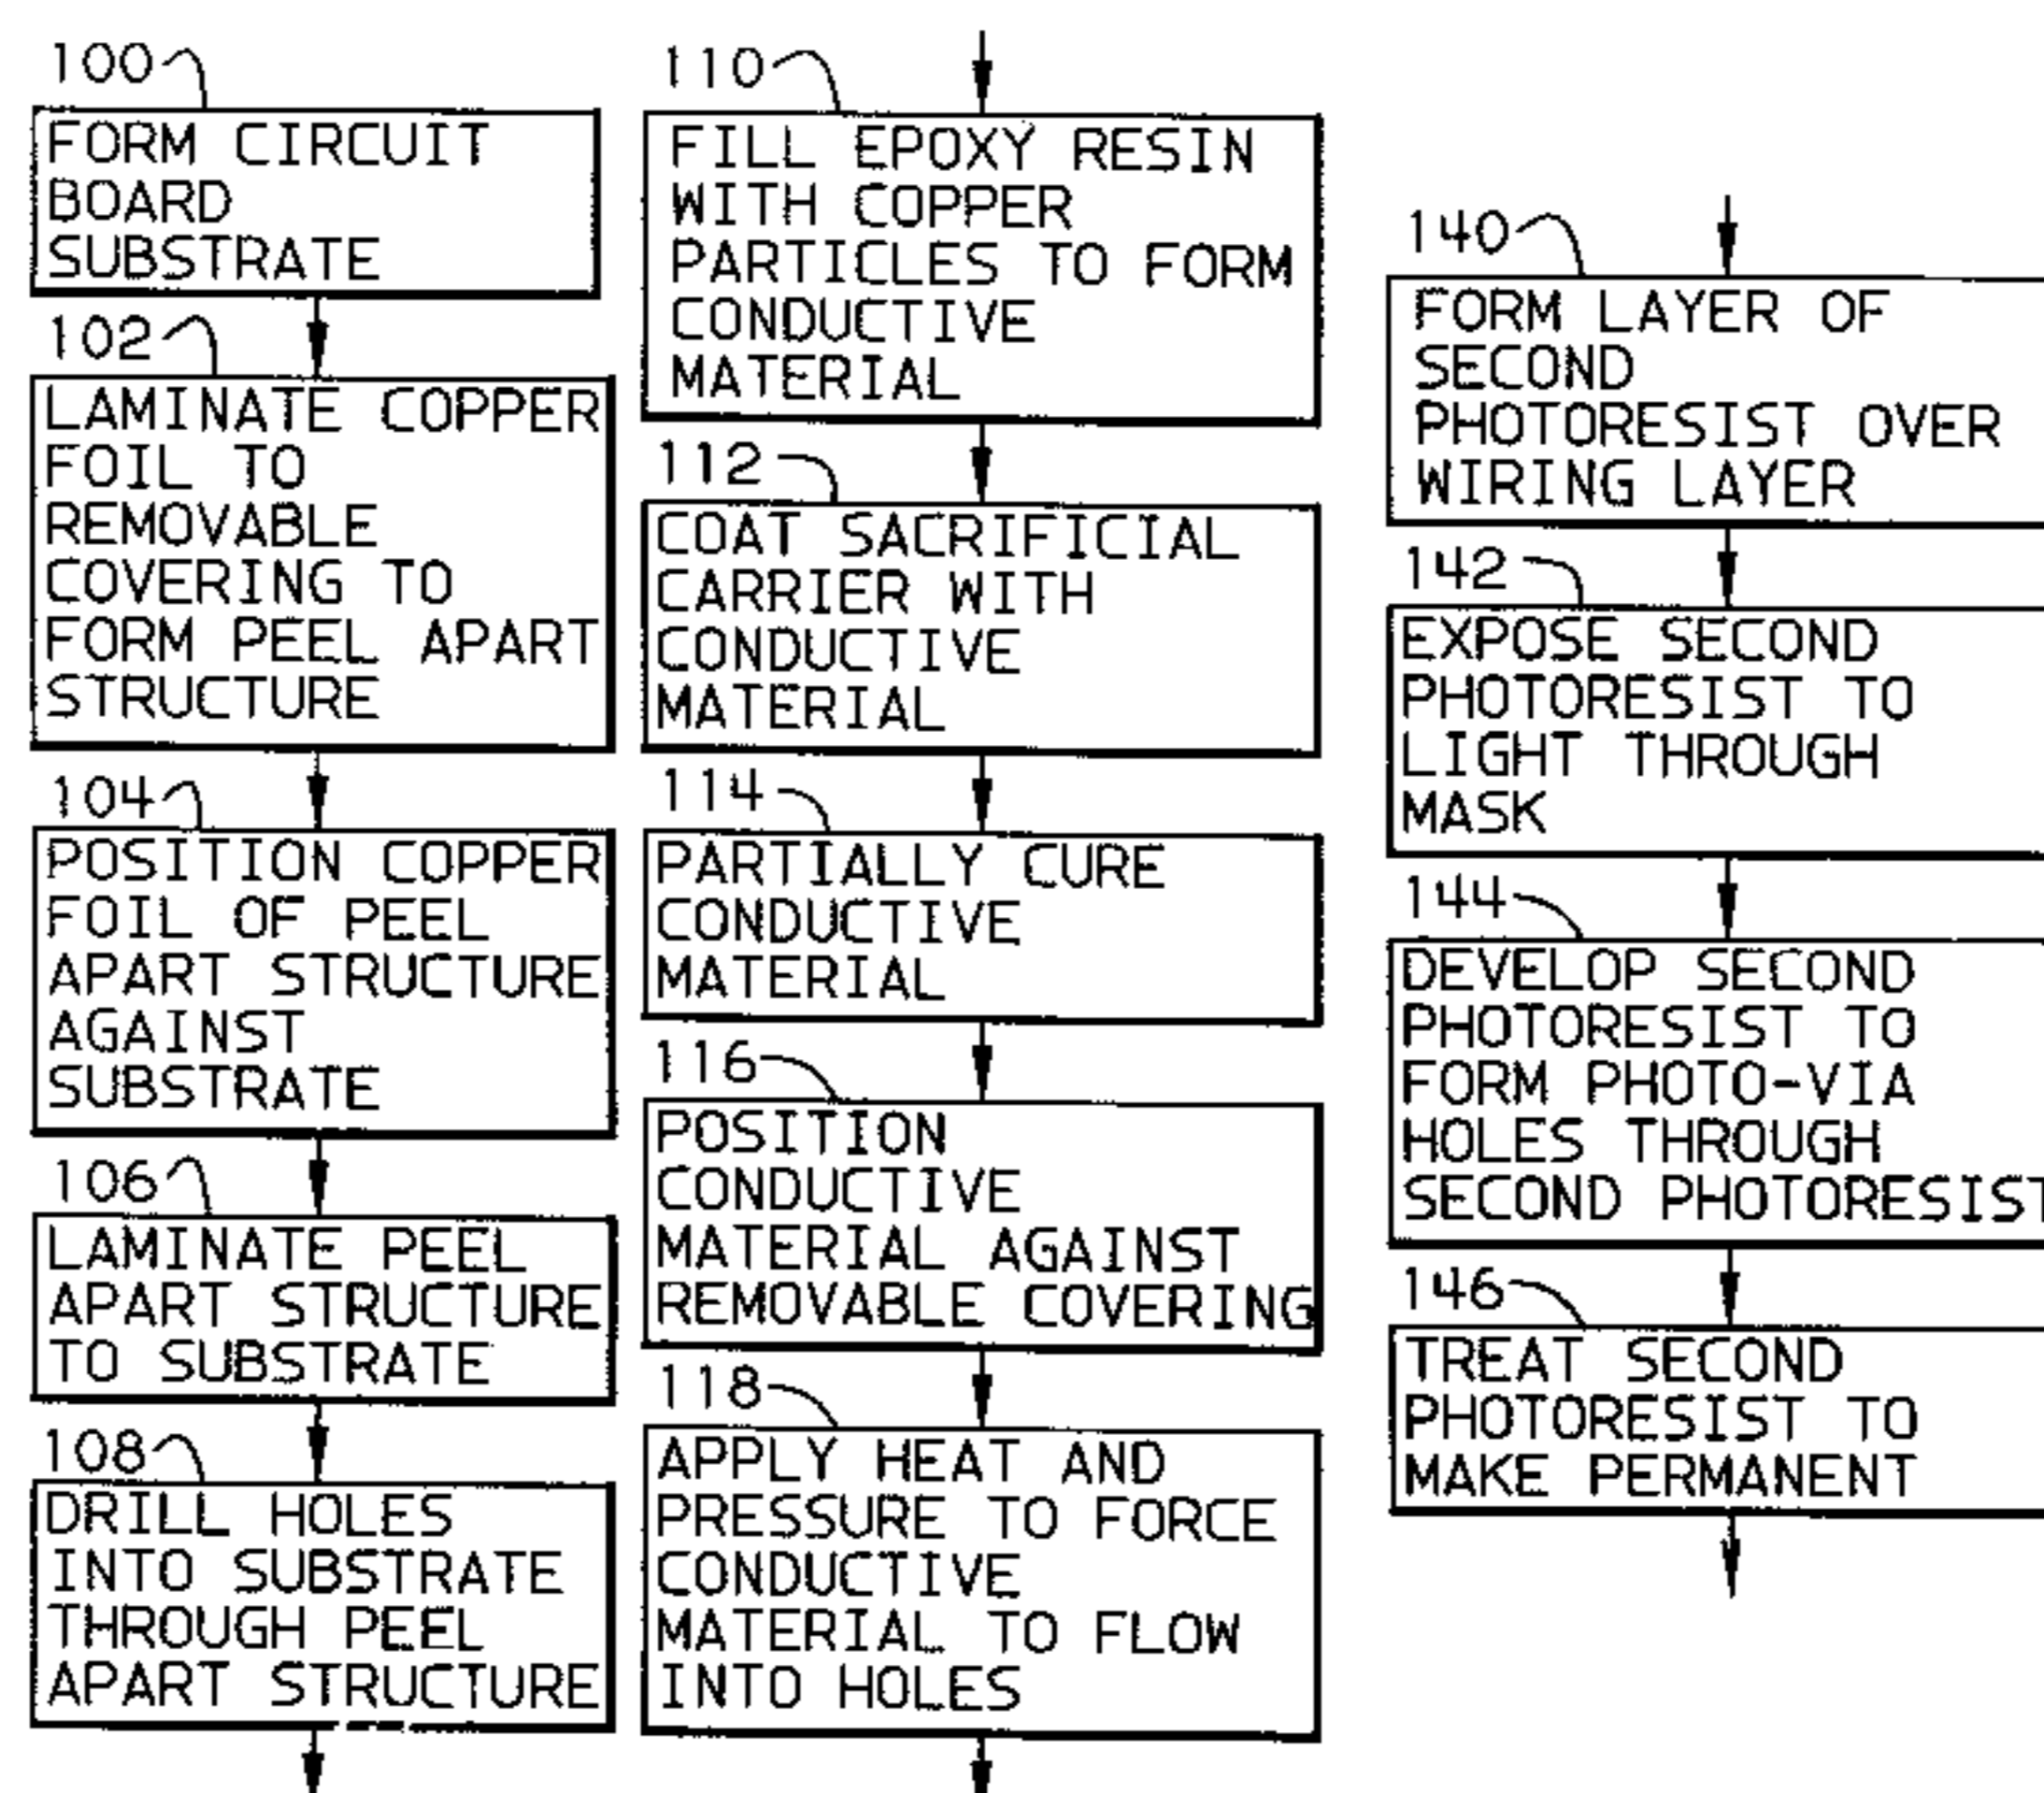 100
FORM CIRCUIT
BOARD
SUBSTRATE
102
LAMINATE COPPER
FOIL TO
REMOVABLE
COVERING TO
FORM PEEL APART
STRUCTURE
104
POSITION COPPER
FOIL OF PEEL
APART STRUCTURE
AGAINST
SUBSTRATE
106
LAMINATE PEEL
APART STRUCTURE
TO SUBSTRATE
108
DRILL HOLES
INTO SUBSTRATE
THROUGH PEEL
APART STRUCTURE
110
FILL EPOXY RESIN
WITH COPPER
PARTICLES TO FORM
CONDUCTIVE
MATERIAL
112
COAT SACRIFICIAL
CARRIER WITH
CONDUCTIVE
MATERIAL
114
PARTIALLY CURE
CONDUCTIVE
MATERIAL
116
POSITION
CONDUCTIVE
MATERIAL AGAINST
REMOVABLE COVERING
118
APPLY HEAT AND
PRESSURE TO FORCE
CONDUCTIVE
MATERIAL TO FLOW
INTO HOLES
140
FORM LAYER OF
SECOND
PHOTORESIST OVER
WIRING LAYER
142
EXPOSE SECOND
PHOTORESIST TO
LIGHT THROUGH
MASK
144
DEVELOP SECOND
PHOTORESIST TO
FORM PHOTO-VIA
HOLES THROUGH
SECOND PHOTORESIST
146
TREAT SECOND
PHOTORESIST TO
MAKE PERMANENT